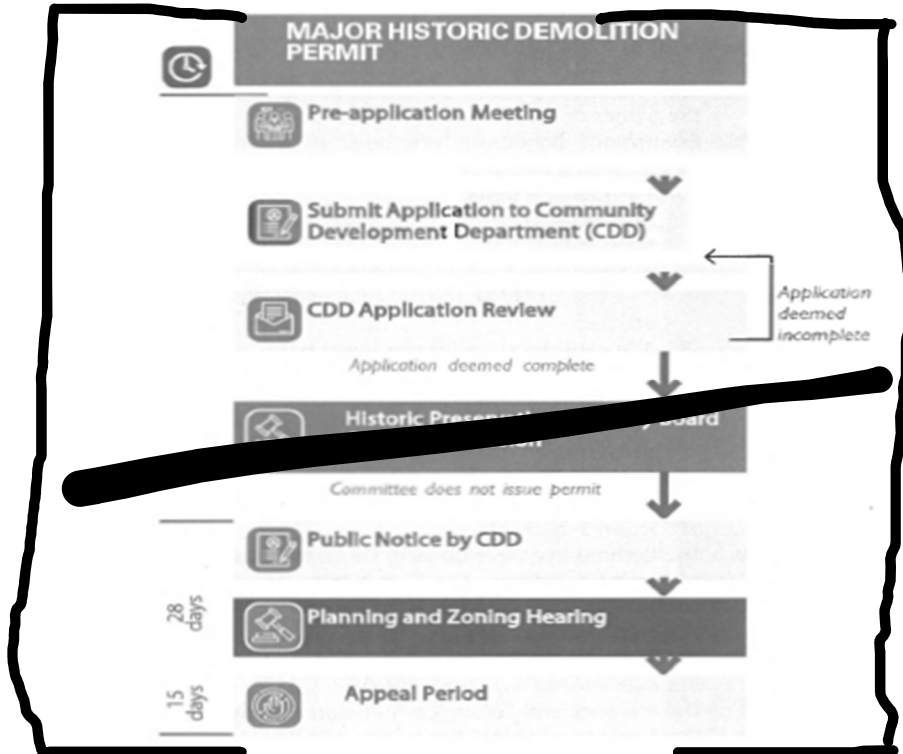 MAJOR HISTORIC DEMOLITION
PERMIT
Pre-application Meeting
Submit Application to Community
Development Department (CDD)
Application
deemed
incomplete
CDD Application Review
Application deemed complete
Historic
Board
Committee does not issue permit
Public Notice by CDD
28
days
Planning and Zoning Hearing
15
days
Appeal Period